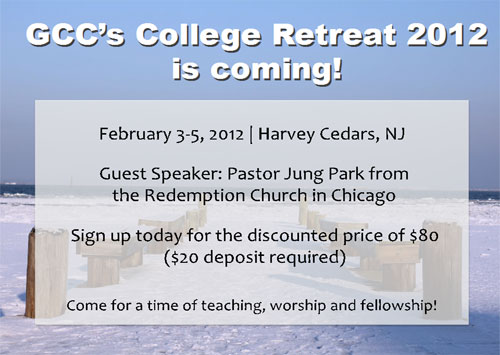 GCC's College Retreat 2012
is coming!
February 3-5, 2012 | Harvey Cedars, NJ
Guest Speaker: Pastor Jung Park from
the Redemption Church in Chicago
Sign up today for the discounted price of $80
($20 deposit required)
Come for a time of teaching, worship and fellowship!